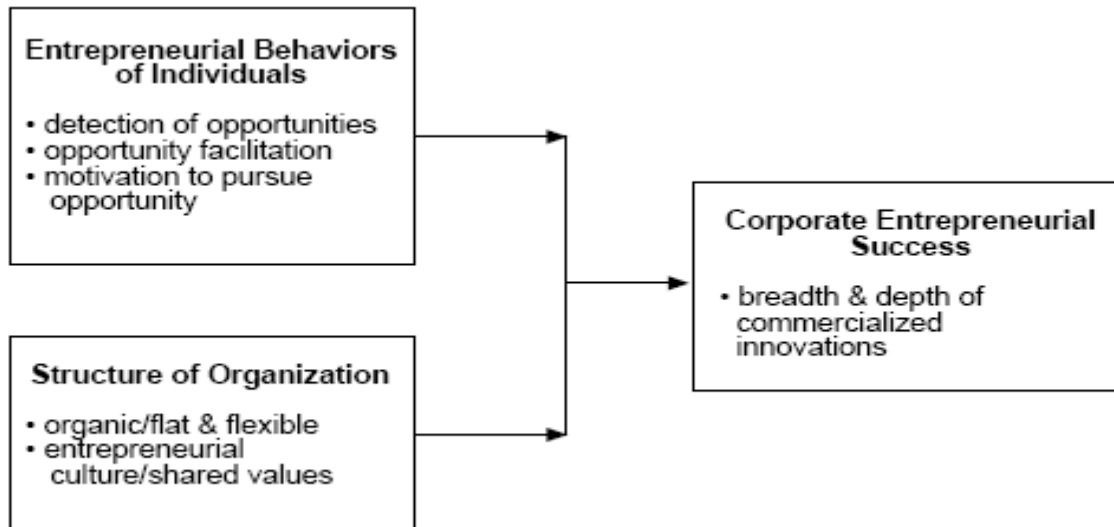 Entrepreneurial Behaviors
of Individuals
• detection of opportunities
• opportunity facilitation
• motivation to pursue
opportunity
Structure of Organization
• organic/flat & flexible
• entrepreneurial
culture/shared values
Corporate Entrepreneurial
Success
• breadth & depth of
commercialized
innovations